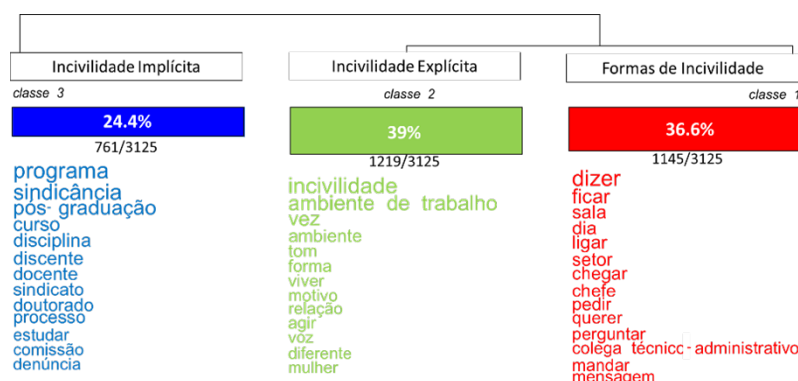 Incivilidade Implícita
classe 3
24.4%
761/3125
programa
sindicância
pós- graduação
curso
disciplina
discente
docente
sindicato
doutorado
processo
estudar
comissão
denúncia
Incivilidade Explícita
classe 2
39%
1219/3125
incivilidade
ambiente de trabalho
vez
ambiente
tom
forma
viver
motivo
relação
agir
voz
diferente
mulher
Formas de Incivilidade
classe 1
36.6%
1145/3125
dizer
ficar
sala
dia
ligar
setor
chegar
chefe
pedir
querer
perguntar
colega técnico-administrativo
mandar
mensagem